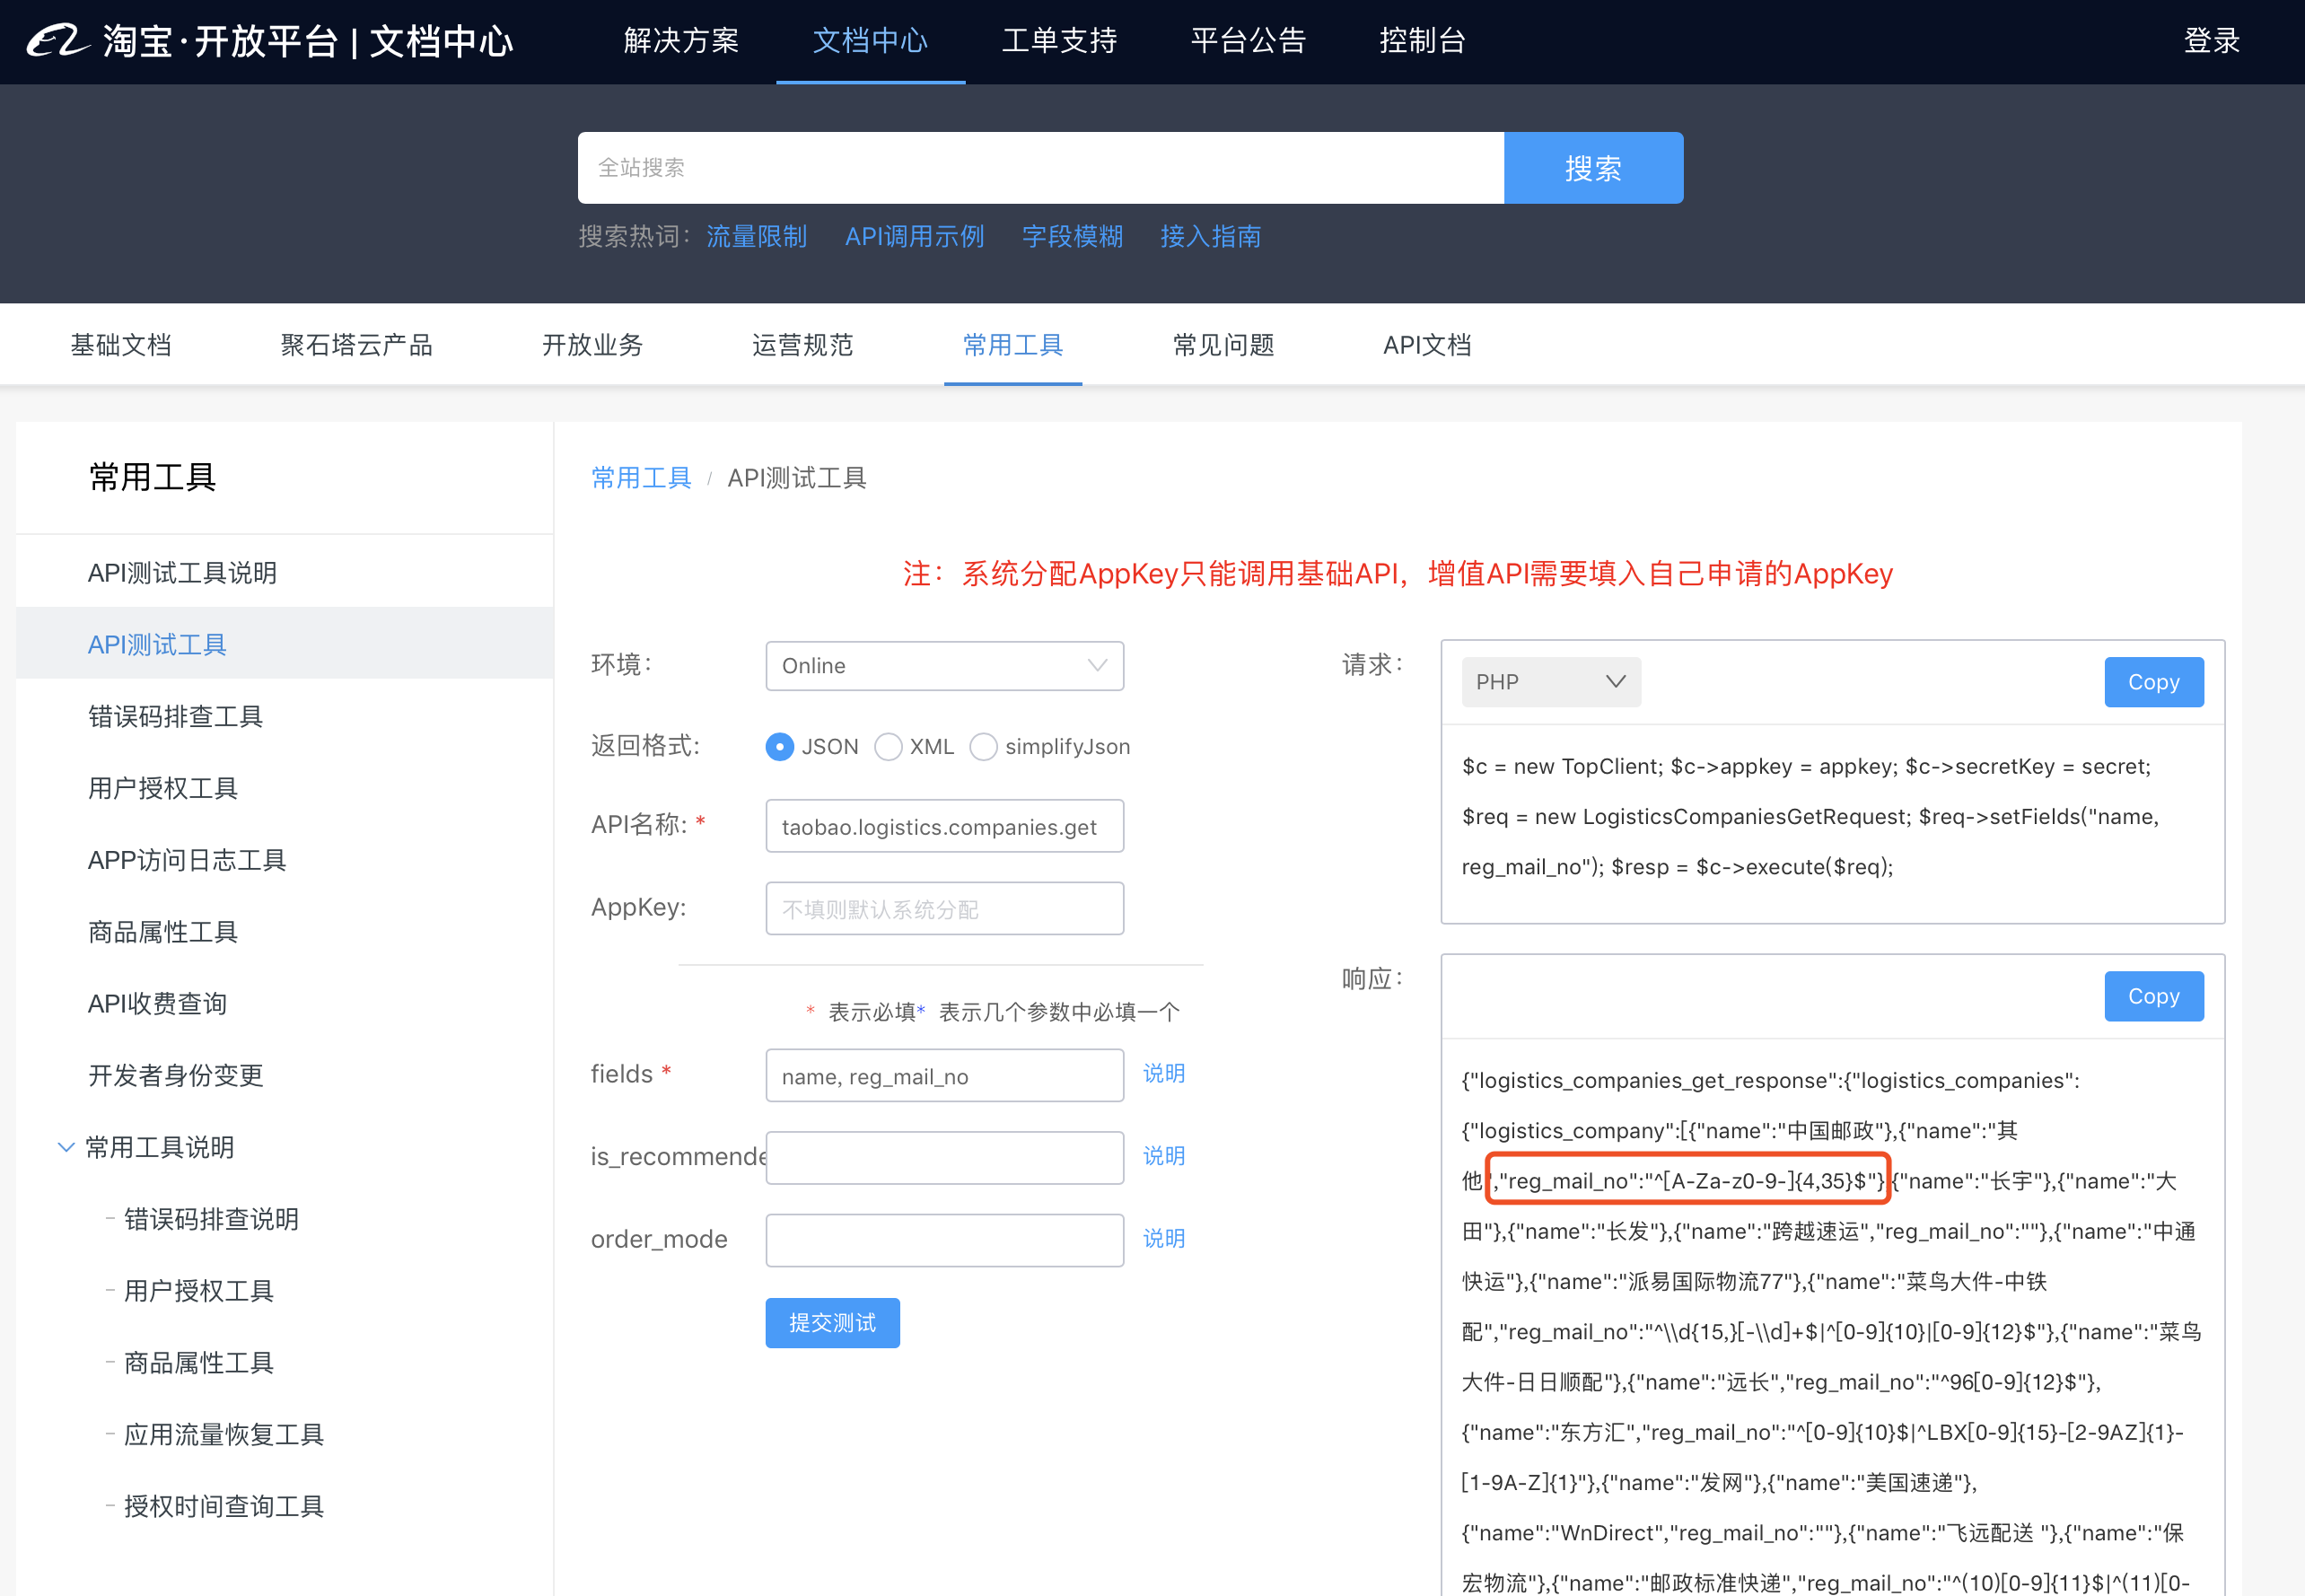 淘宝·开放平台 | 文档中心
解决方案
文档中心
工单支持
平台公告
控制台
登录
全站搜索
搜索
搜索热词： 流量限制 API调用示例 字段模糊 接入指南
基础文档
聚石塔云产品
开放业务
运营规范
常用工具
常见问题
API文档
常用工具
API测试工具说明
API测试工具
错误码排查工具
用户授权工具
APP访问日志工具
商品属性工具
API收费查询
开发者身份变更
常用工具说明
- 错误码排查说明
- 用户授权工具
- 商品属性工具
- 应用流量恢复工具
- 授权时间查询工具
常用工具 / API测试工具
注：系统分配AppKey只能调用基础API，增值API需要填入自己申请的AppKey
环境： Online
返回格式: JSON XML simplifyJson
API名称: * taobao.logistics.companies.get
AppKey: 不填则默认系统分配
* 表示必填* 表示几个参数中必填一个
fields * name, reg_mail_no 说明
is_recommende 说明
order_mode 说明
提交测试
请求：
PHP
Copy
$c = new TopClient; $c->appkey = appkey; $c->secretKey = secret;
$req = new LogisticsCompaniesGetRequest; $req->setFields("name,
reg_mail_no"); $resp = $c->execute($req);
响应：
Copy
{"logistics_companies_get_response":{"logistics_companies":
{"logistics_company":[{"name":"中国邮政"},{"name":"其
他","reg_mail_no":"^[A-Za-z0-9-]{4,35}$"},{"name":"长宇"},{"name":"大
田"},{"name":"长发"},{"name":"跨越速运","reg_mail_no":""},{"name":"中通
快运"},{"name":"派易国际物流77"},{"name":"菜鸟大件-中铁
配","reg_mail_no":"^\\d{15,}[-\\d]+$|^[0-9]{10}|[0-9]{12}$"},{"name":"菜鸟
大件-日日顺配"},{"name":"远长","reg_mail_no":"^96[0-9]{12}$"},
{"name":"东方汇","reg_mail_no":"^[0-9]{10}$|^LBX[0-9]{15}-[2-9AZ]{1}-
[1-9A-Z]{1}"},{"name":"发网"},{"name":"美国速递"},
{"name":"WnDirect","reg_mail_no":""},{"name":"飞远配送 "},{"name":"保
宏物流"},{"name":"邮政标准快递","reg_mail_no":"^(10)[0-9]{11}$|^(11)[0-